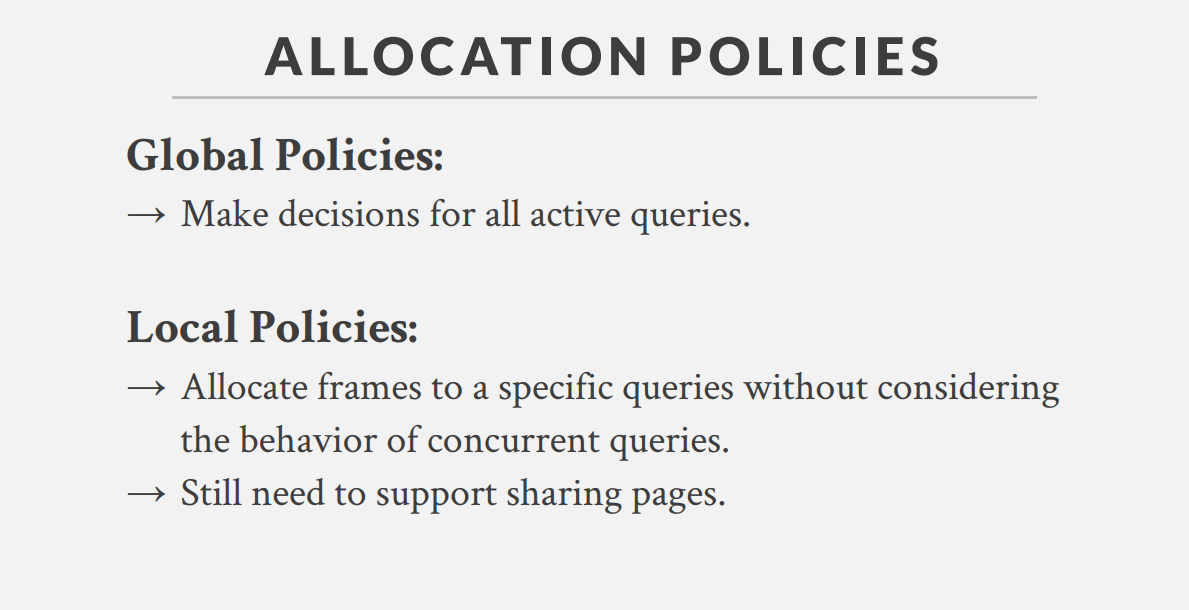 ALLOCATION POLICIES
Global Policies:
→ Make decisions for all active queries.
Local Policies:
→ Allocate frames to a specific queries without considering
the behavior of concurrent queries.
→ Still need to support sharing pages.